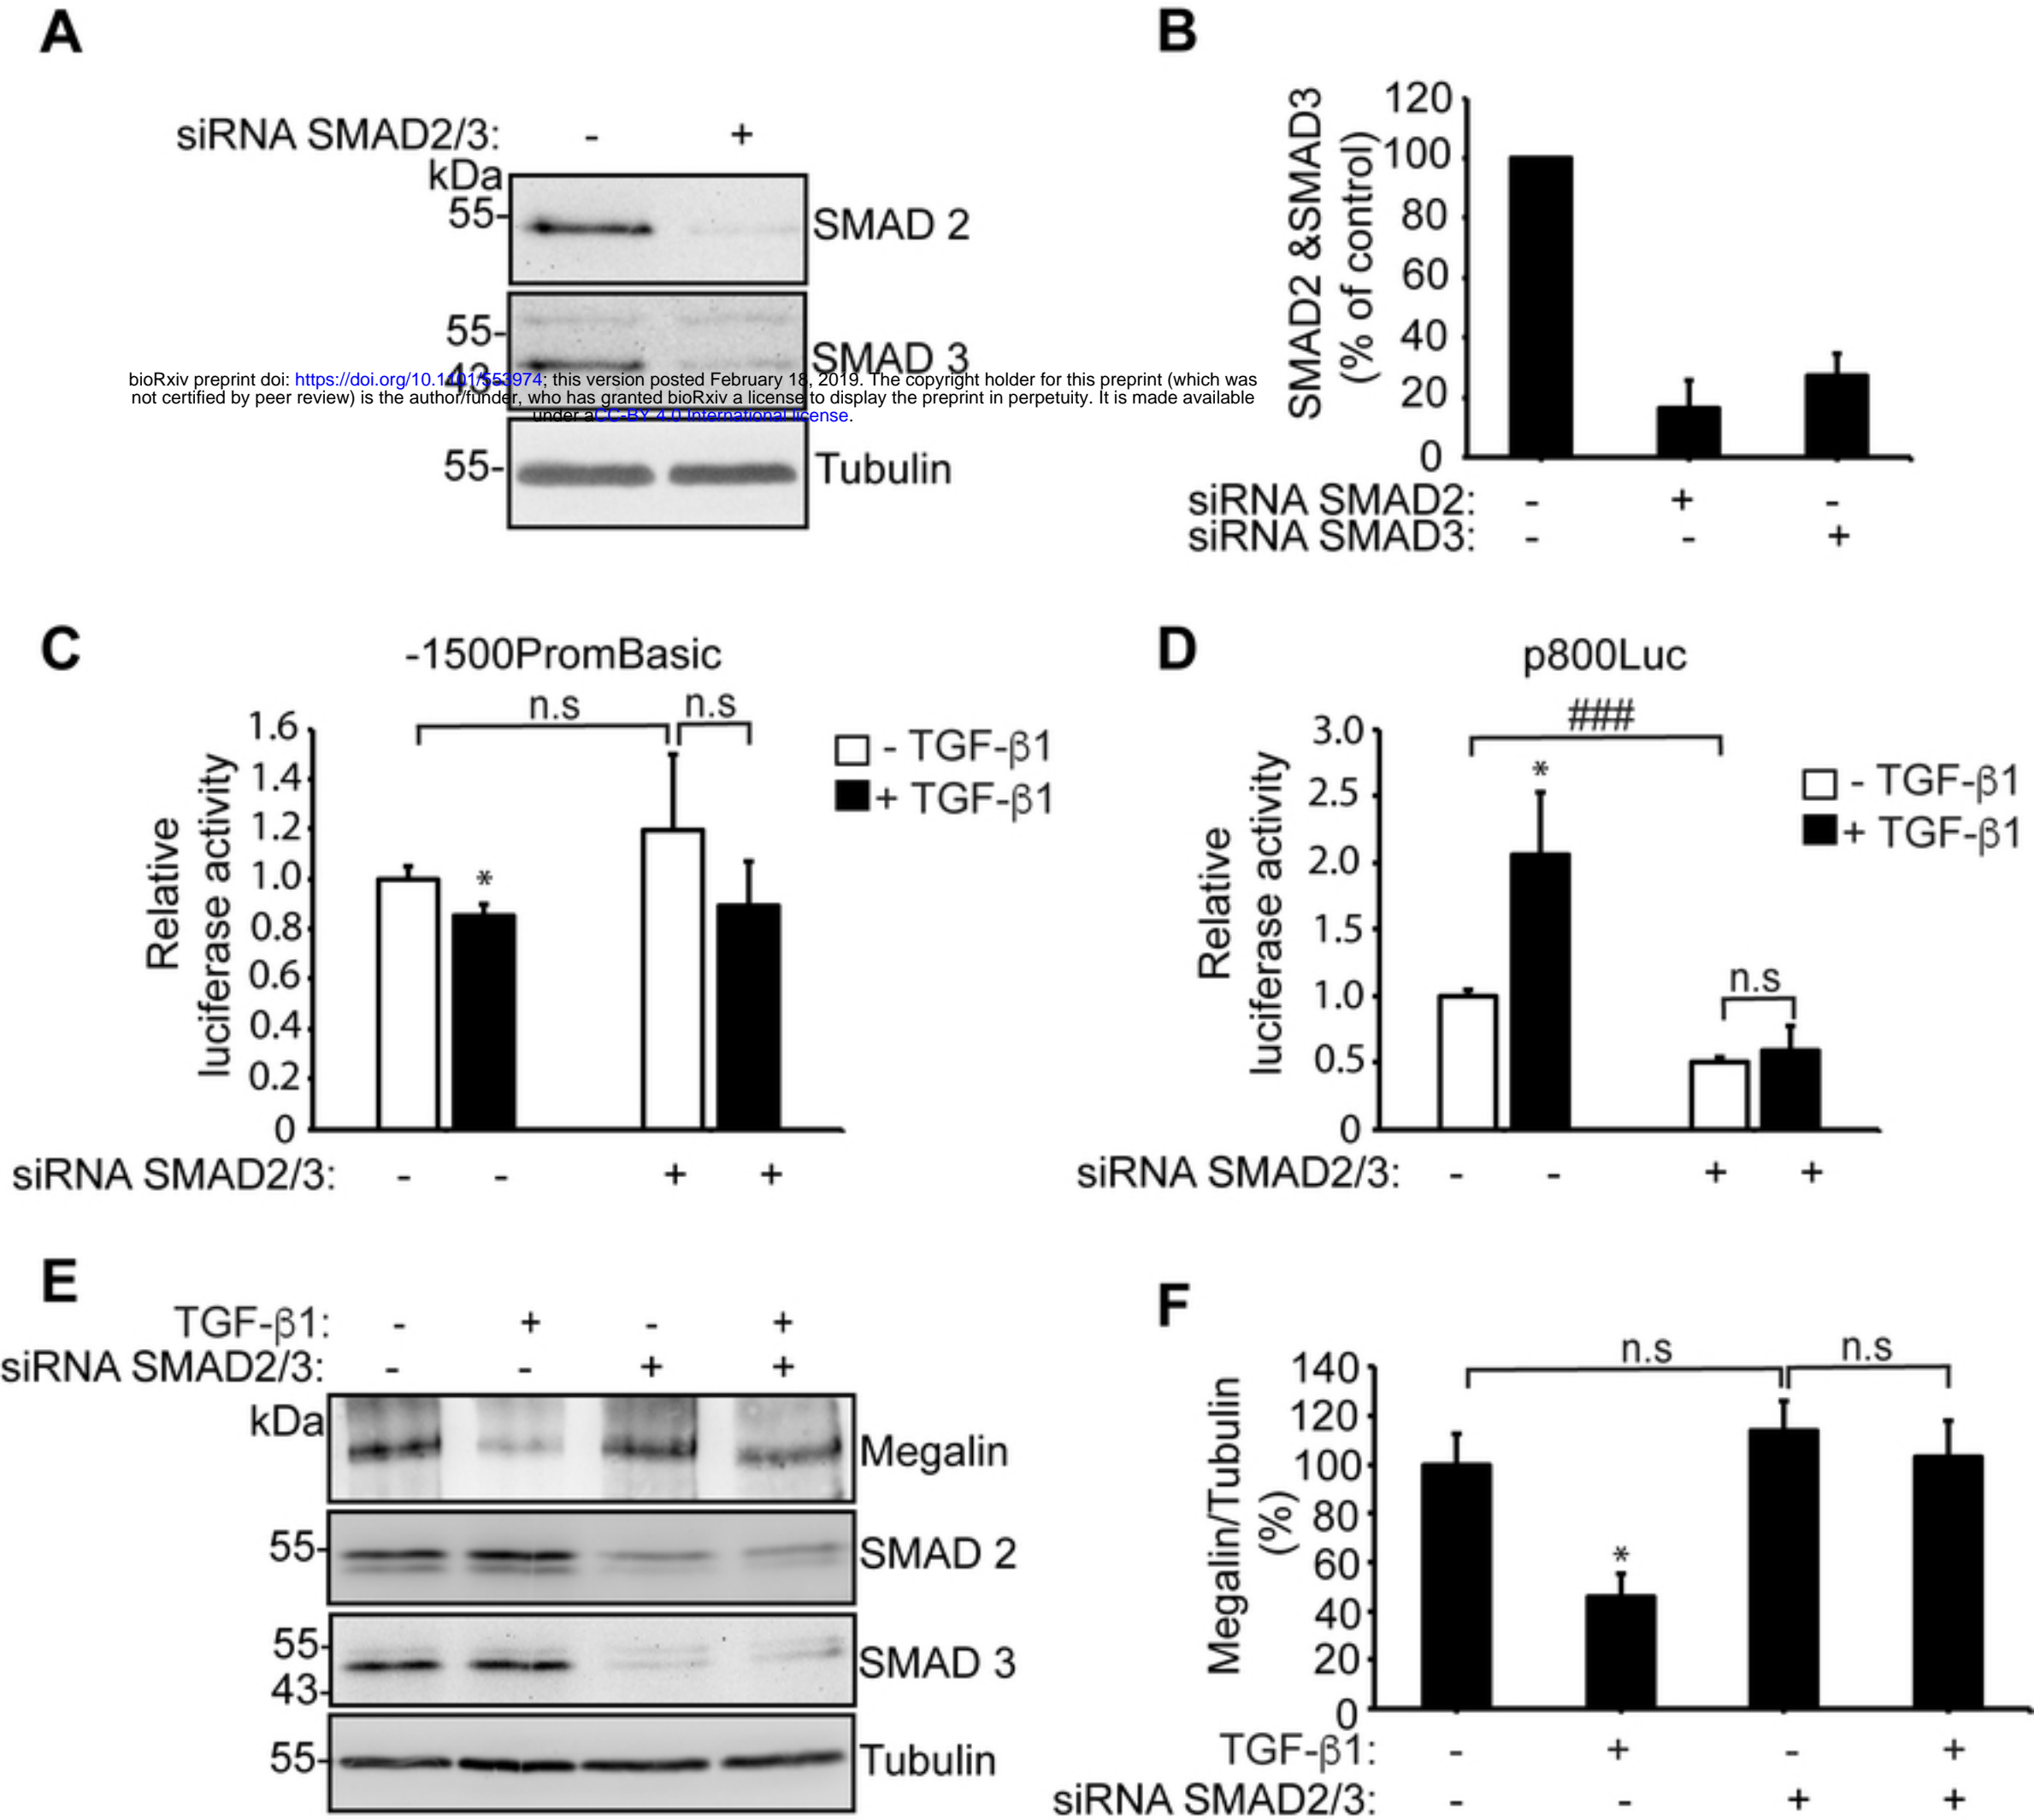 A
siRNA SMAD2/3: - +
kDa
55-
SMAD 2
55-
43-
SMAD 3
bioRxiv preprint doi: https://doi.org/10.1101/553974; this version posted February 18, 2019. The copyright holder for this preprint (which was
not certified by peer review) is the author/funder, who has granted bioRxiv a license to display the preprint in perpetuity. It is made available
under aCC-BY 4.0 International license.
55-
Tubulin
B
SMAD2 &SMAD3
(% of control)
120
100
80
60
40
20
0
siRNA SMAD2: - + -
siRNA SMAD3: - - +
C
-1500PromBasic
n.s n.s
Relative
luciferase activity
1.6
1.4
1.2
1.0
0.8
0.6
0.4
0.2
0
*
- TGF-β1
+ TGF-β1
siRNA SMAD2/3: - - + +
D
p800Luc
###
Relative
luciferase activity
3.0
2.5
2.0
1.5
1.0
0.5
0
*
n.s
- TGF-β1
+ TGF-β1
siRNA SMAD2/3: - - + +
E
TGF-β1: - + - +
siRNA SMAD2/3: - - + +
kDa
Megalin
55-
SMAD 2
55-
43-
SMAD 3
55-
Tubulin
F
n.s n.s
Megalin/Tubulin
(%)
140
120
100
80
60
40
20
0
*
TGF-β1: - + - +
siRNA SMAD2/3: - - + +